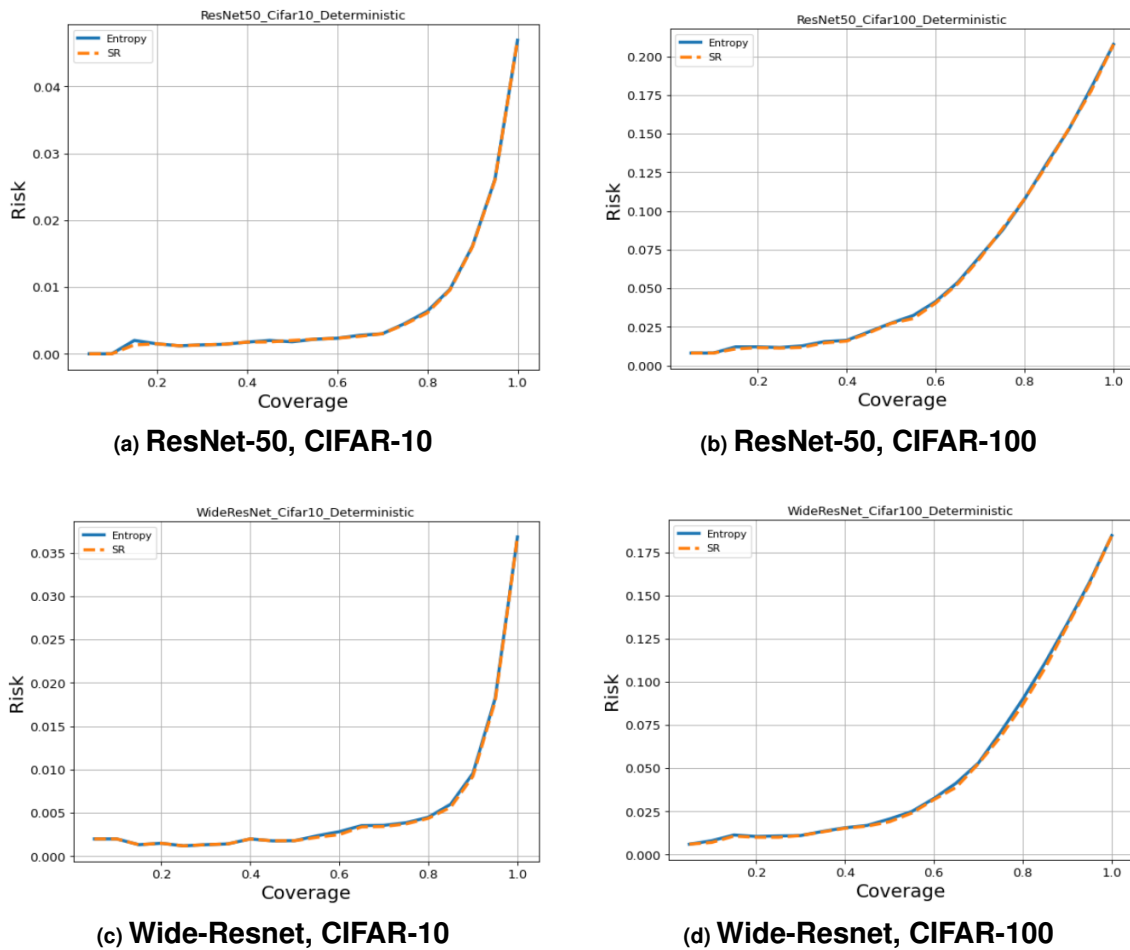 ResNet50_Cifar10_Deterministic
Entropy
SR
0.04
0.03
0.02
0.01
0.00
Risk
0.2 0.4 0.6 0.8 1.0
Coverage
(a) ResNet-50, CIFAR-10
ResNet50_Cifar100_Deterministic
Entropy
SR
0.200
0.175
0.150
0.125
0.100
0.075
0.050
0.025
0.000
Risk
0.2 0.4 0.6 0.8 1.0
Coverage
(b) ResNet-50, CIFAR-100
WideResNet_Cifar10_Deterministic
Entropy
SR
0.035
0.030
0.025
0.020
0.015
0.010
0.005
0.000
Risk
0.2 0.4 0.6 0.8 1.0
Coverage
(c) Wide-Resnet, CIFAR-10
WideResNet_Cifar100_Deterministic
Entropy
SR
0.175
0.150
0.125
0.100
0.075
0.050
0.025
0.000
Risk
0.2 0.4 0.6 0.8 1.0
Coverage
(d) Wide-Resnet, CIFAR-100